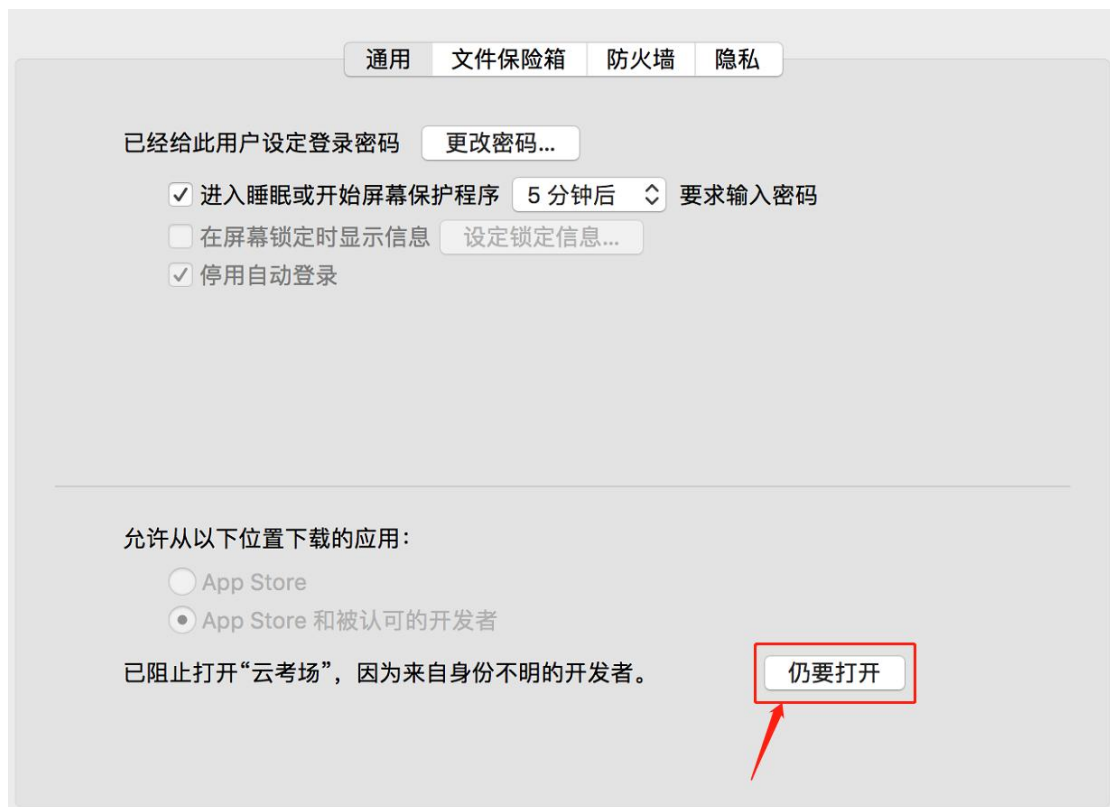 通用 文件保险箱 防火墙 隐私
已经给此用户设定登录密码 更改密码...
进入睡眠或开始屏幕保护程序 5 分钟后 要求输入密码
在屏幕锁定时显示信息 设定锁定信息...
停用自动登录
允许从以下位置下载的应用：
App Store
App Store 和被认可的开发者
已阻止打开“云考场”，因为来自身份不明的开发者。 仍要打开